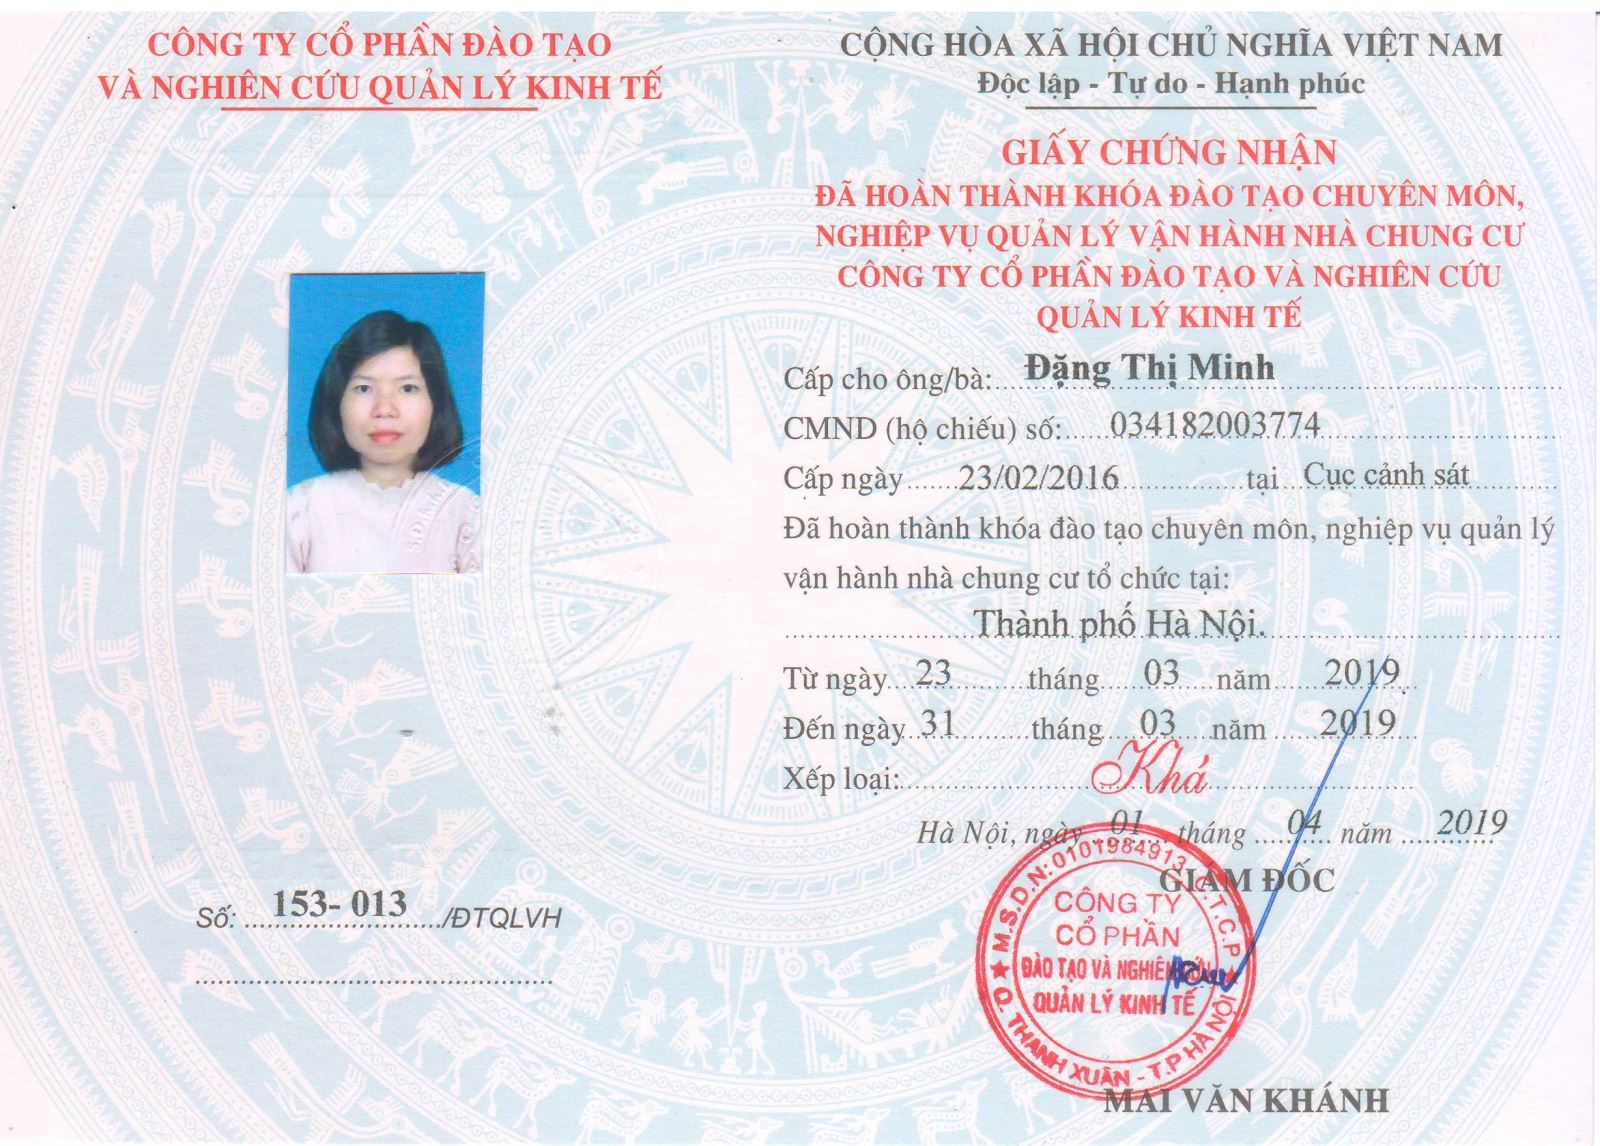 CÔNG TY CỔ PHẦN ĐÀO TẠO
VÀ NGHIÊN CỨU QUẢN LÝ KINH TẾ
Số: 153- 013/ĐTQLVH
CỘNG HÒA XÃ HỘI CHỦ NGHĨA VIỆT NAM
Độc lập - Tự do - Hạnh phúc
GIẤY CHỨNG NHẬN
ĐÃ HOÀN THÀNH KHÓA ĐÀO TẠO CHUYÊN MÔN,
NGHIỆP VỤ QUẢN LÝ VẬN HÀNH NHÀ CHUNG CƯ
CÔNG TY CỔ PHẦN ĐÀO TẠO VÀ NGHIÊN CỨU
QUẢN LÝ KINH TẾ
Cấp cho ông/bà: Đặng Thị Minh
CMND (hộ chiếu) số: 034182003774
Cấp ngày 23/02/2016 tại Cục cảnh sát
Đã hoàn thành khóa đào tạo chuyên môn, nghiệp vụ quản lý
vận hành nhà chung cư tổ chức tại:
Thành phố Hà Nội.
Từ ngày 23 tháng 03 năm 2019
Đến ngày 31 tháng 03 năm 2019
Xếp loại: Khá
Hà Nội, ngày 01 tháng 04 năm 2019
GIÁM ĐỐC
M.S.D.N: 0101984913 C.T.C.P
CÔNG TY
CỔ PHẦN
ĐÀO TẠO VÀ NGHIÊN CỨU
QUẢN LÝ KINH TẾ
Q. THANH XUÂN - T.P HÀ NỘI
MAI VĂN KHÁNH